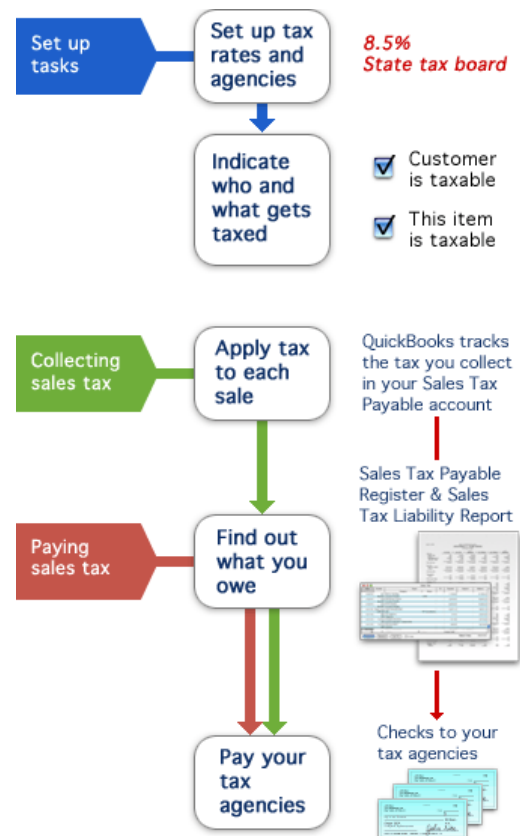 Set up
tasks
Set up tax
rates and
agencies
8.5%
State tax board
Indicate
who and
what gets
taxed
Customer
is taxable
This item
is taxable
Collecting
sales tax
Apply tax
to each
sale
QuickBooks tracks
the tax you collect
in your Sales Tax
Payable account
Sales Tax Payable
Register & Sales
Tax Liability Report
Paying
sales tax
Find out
what you
owe
Pay your
tax
agencies
Checks to your
tax agencies